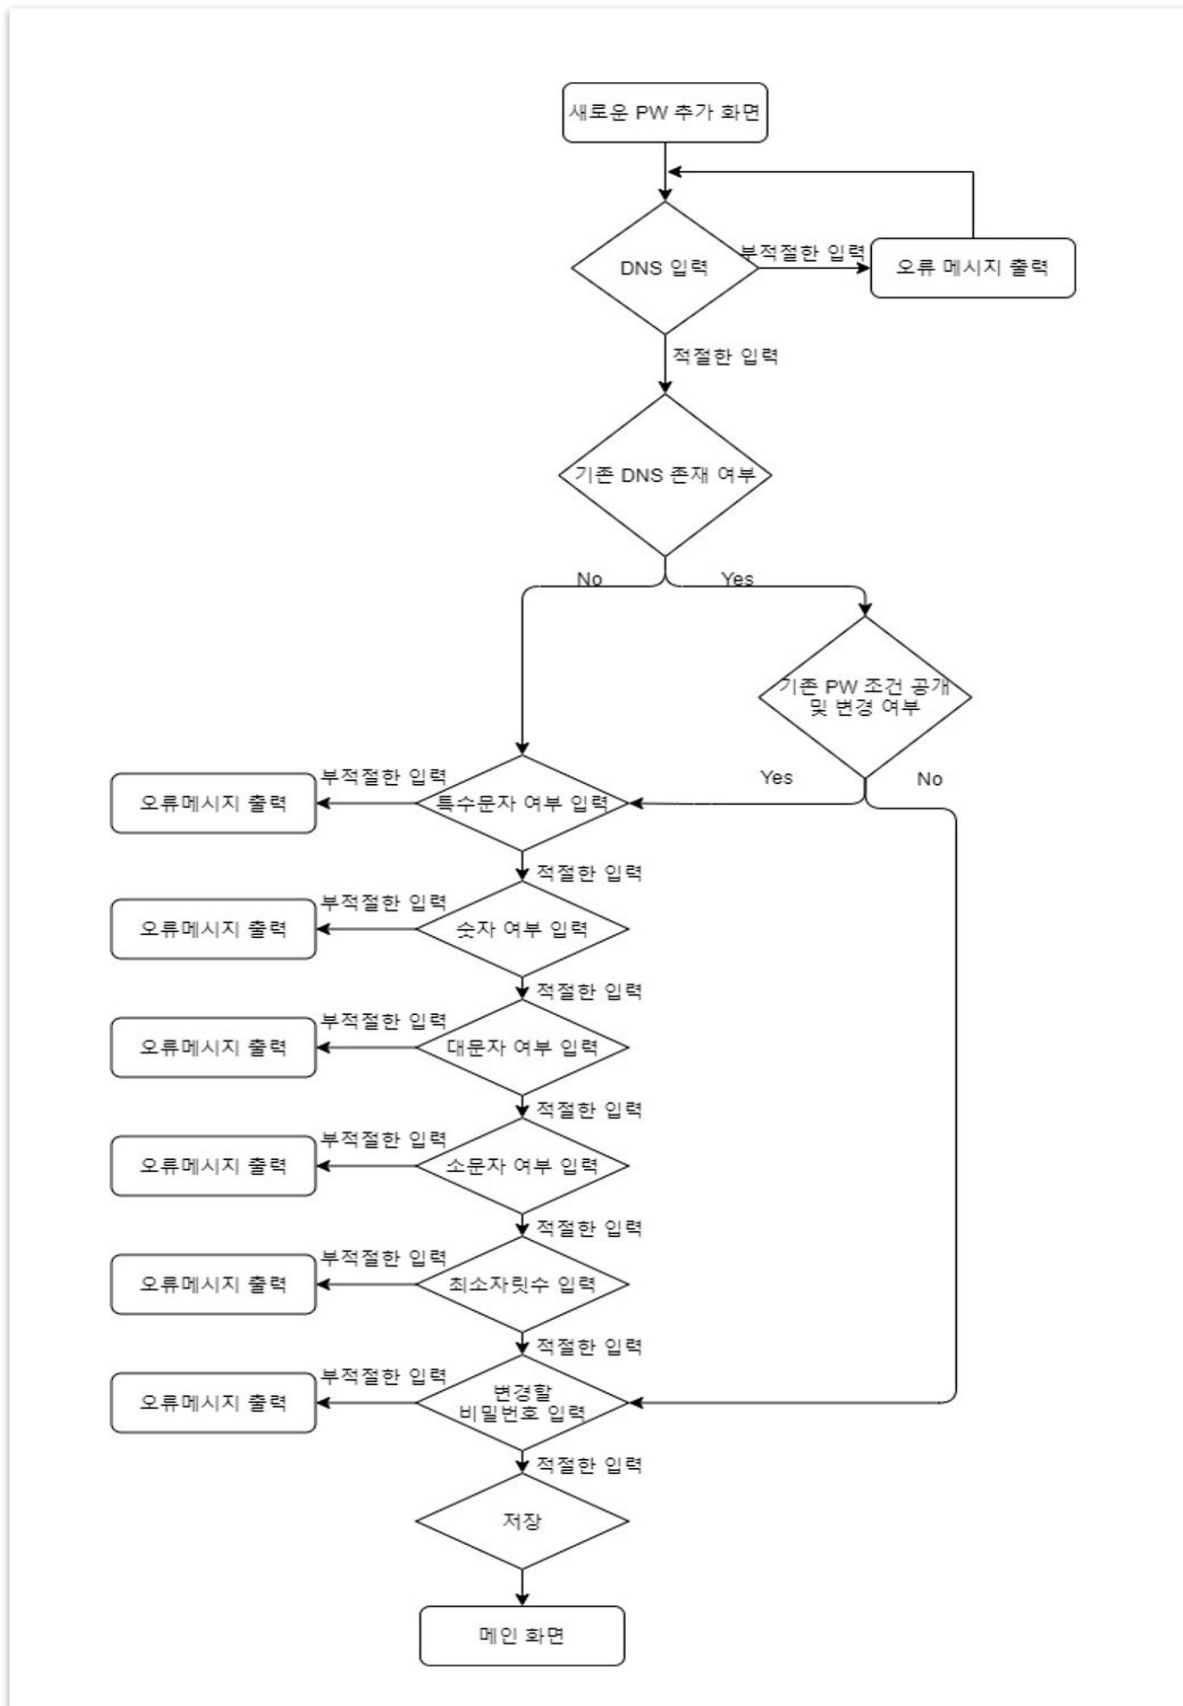 새로운 PW 추가 화면
DNS 입력
부적절한 입력
오류 메시지 출력
적절한 입력
기존 DNS 존재 여부
No
Yes
기존 PW 조건 공개
및 변경 여부
Yes
No
부적절한 입력
오류메시지 출력
특수문자 여부 입력
적절한 입력
부적절한 입력
오류메시지 출력
숫자 여부 입력
적절한 입력
부적절한 입력
오류메시지 출력
대문자 여부 입력
적절한 입력
부적절한 입력
오류메시지 출력
소문자 여부 입력
적절한 입력
부적절한 입력
오류메시지 출력
최소자릿수 입력
적절한 입력
부적절한 입력
오류메시지 출력
변경할
비밀번호 입력
적절한 입력
저장
메인 화면